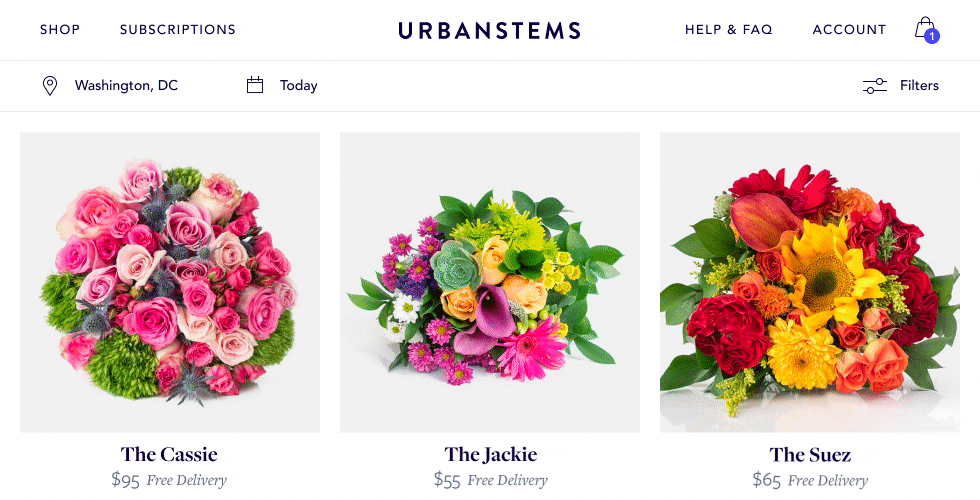 SHOP SUBSCRIPTIONS URBANSTEMS HELP & FAQ ACCOUNT 1
Washington, DC Today Filters
The Cassie The Jackie The Suez
$95 Free Delivery $55 Free Delivery $65 Free Delivery